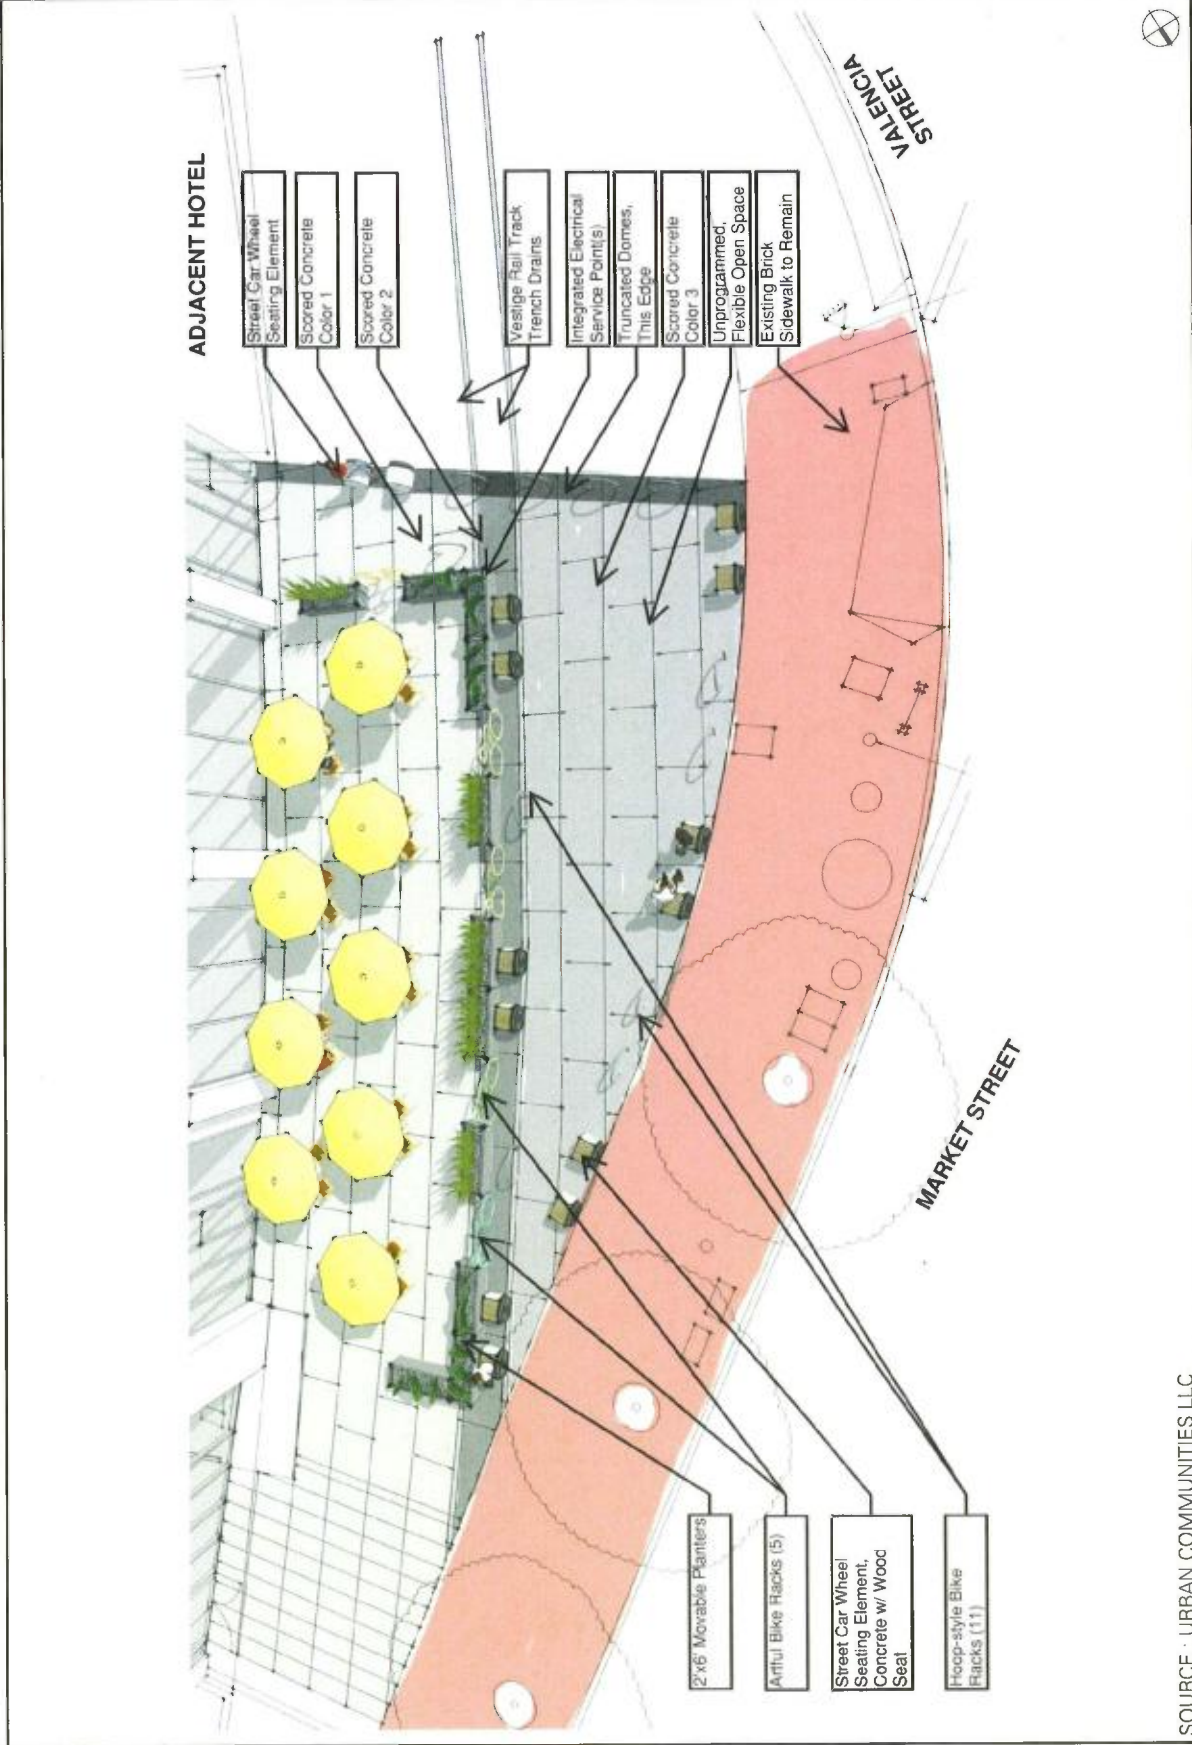 ADJACENT HOTEL
Street Car Wheel
Seating Element
Scored Concrete
Color 1
Scored Concrete
Color 2
Vestige Rail Track
Trench Drains
Integrated Electrical
Service Point(s)
Truncated Domes,
This Edge
Scored Concrete
Color 3
Unprogrammed,
Flexible Open Space
Existing Brick
Sidewalk to Remain
VALENCIA
STREET
MARKET STREET
2'x6' Movable Planters
Artful Bike Racks (5)
Street Car Wheel
Seating Element,
Concrete w/ Wood
Seat
Hoop-style Bike
Racks (11)
SOURCE : URBAN COMMUNITIES LLC